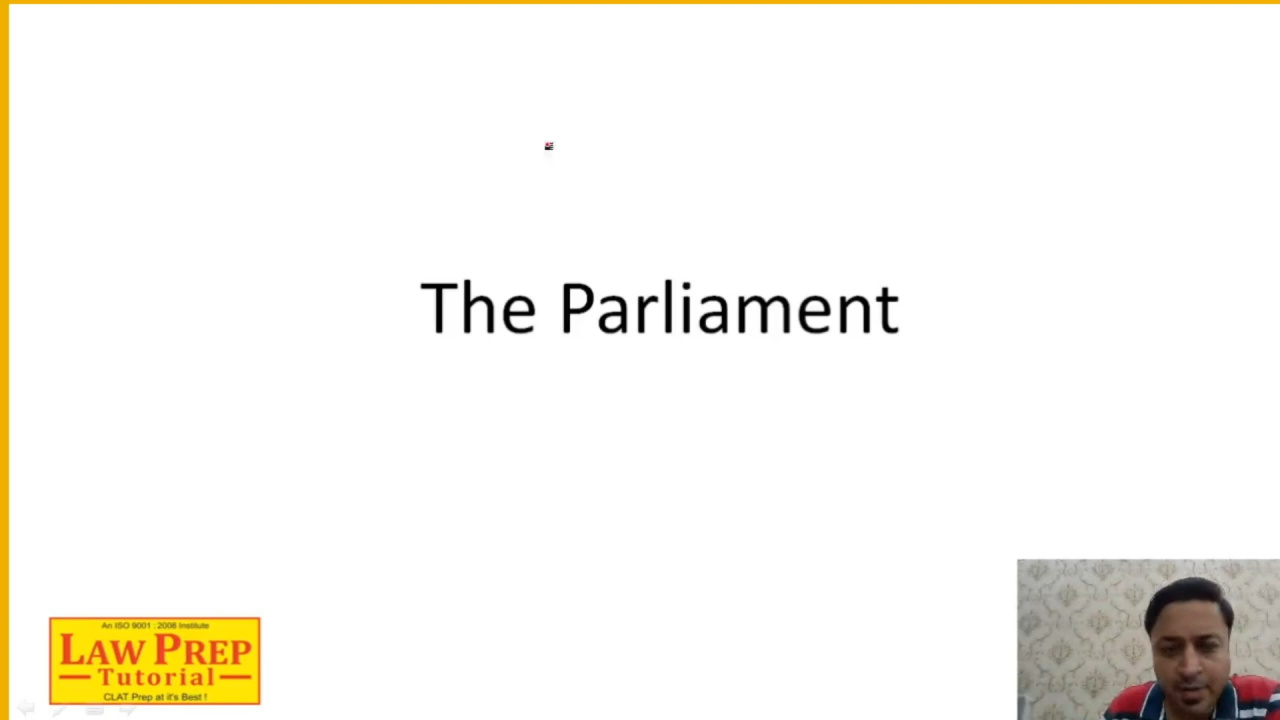 The Parliament
An ISO 9001 : 2008 Institute
LAW PREP
Tutorial
CLAT Prep at it's Best !